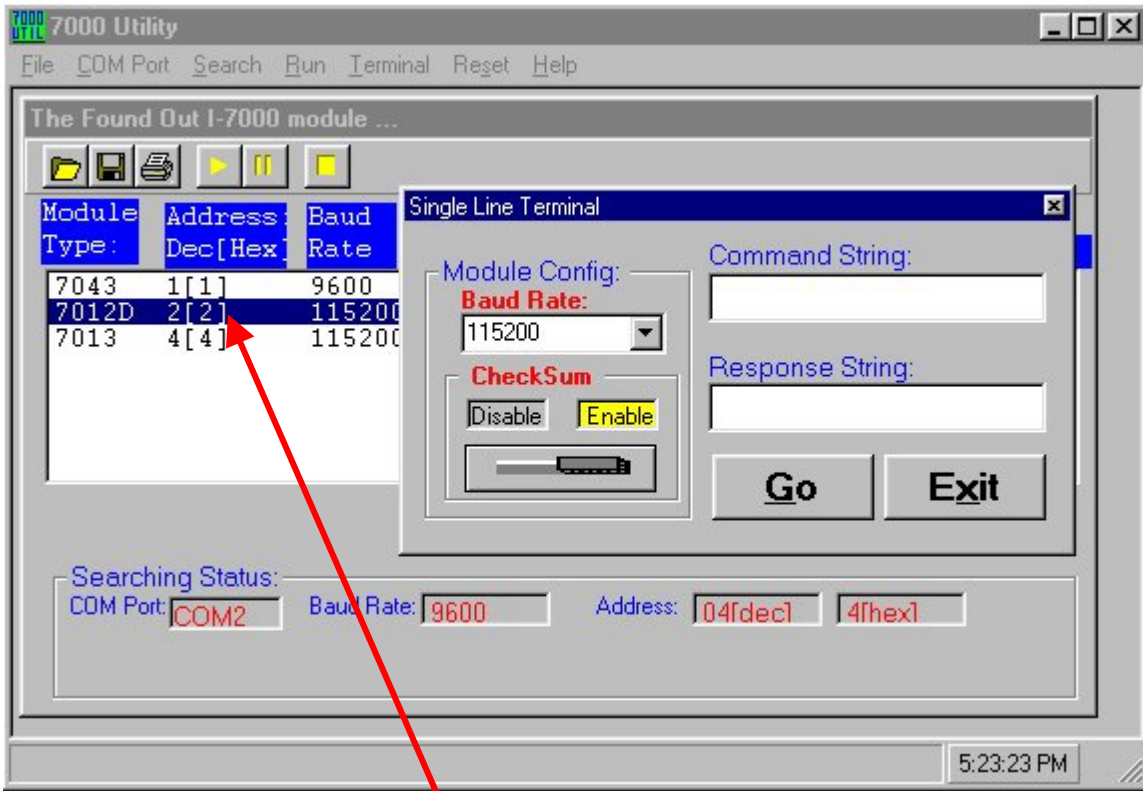 7000 UTIL 7000 Utility
File COM Port Search Run Terminal Reset Help
The Found Out I-7000 module ...
Module Type: Address: Dec[Hex] Baud Rate
7043 1[1] 9600
7012D 2[2] 115200
7013 4[4] 115200
Single Line Terminal
Module Config:
Baud Rate:
115200
CheckSum
Disable Enable
Command String:
Response String:
Go Exit
Searching Status:
COM Port: COM2 Baud Rate: 9600 Address: 04[dec] 4[hex]
5:23:23 PM